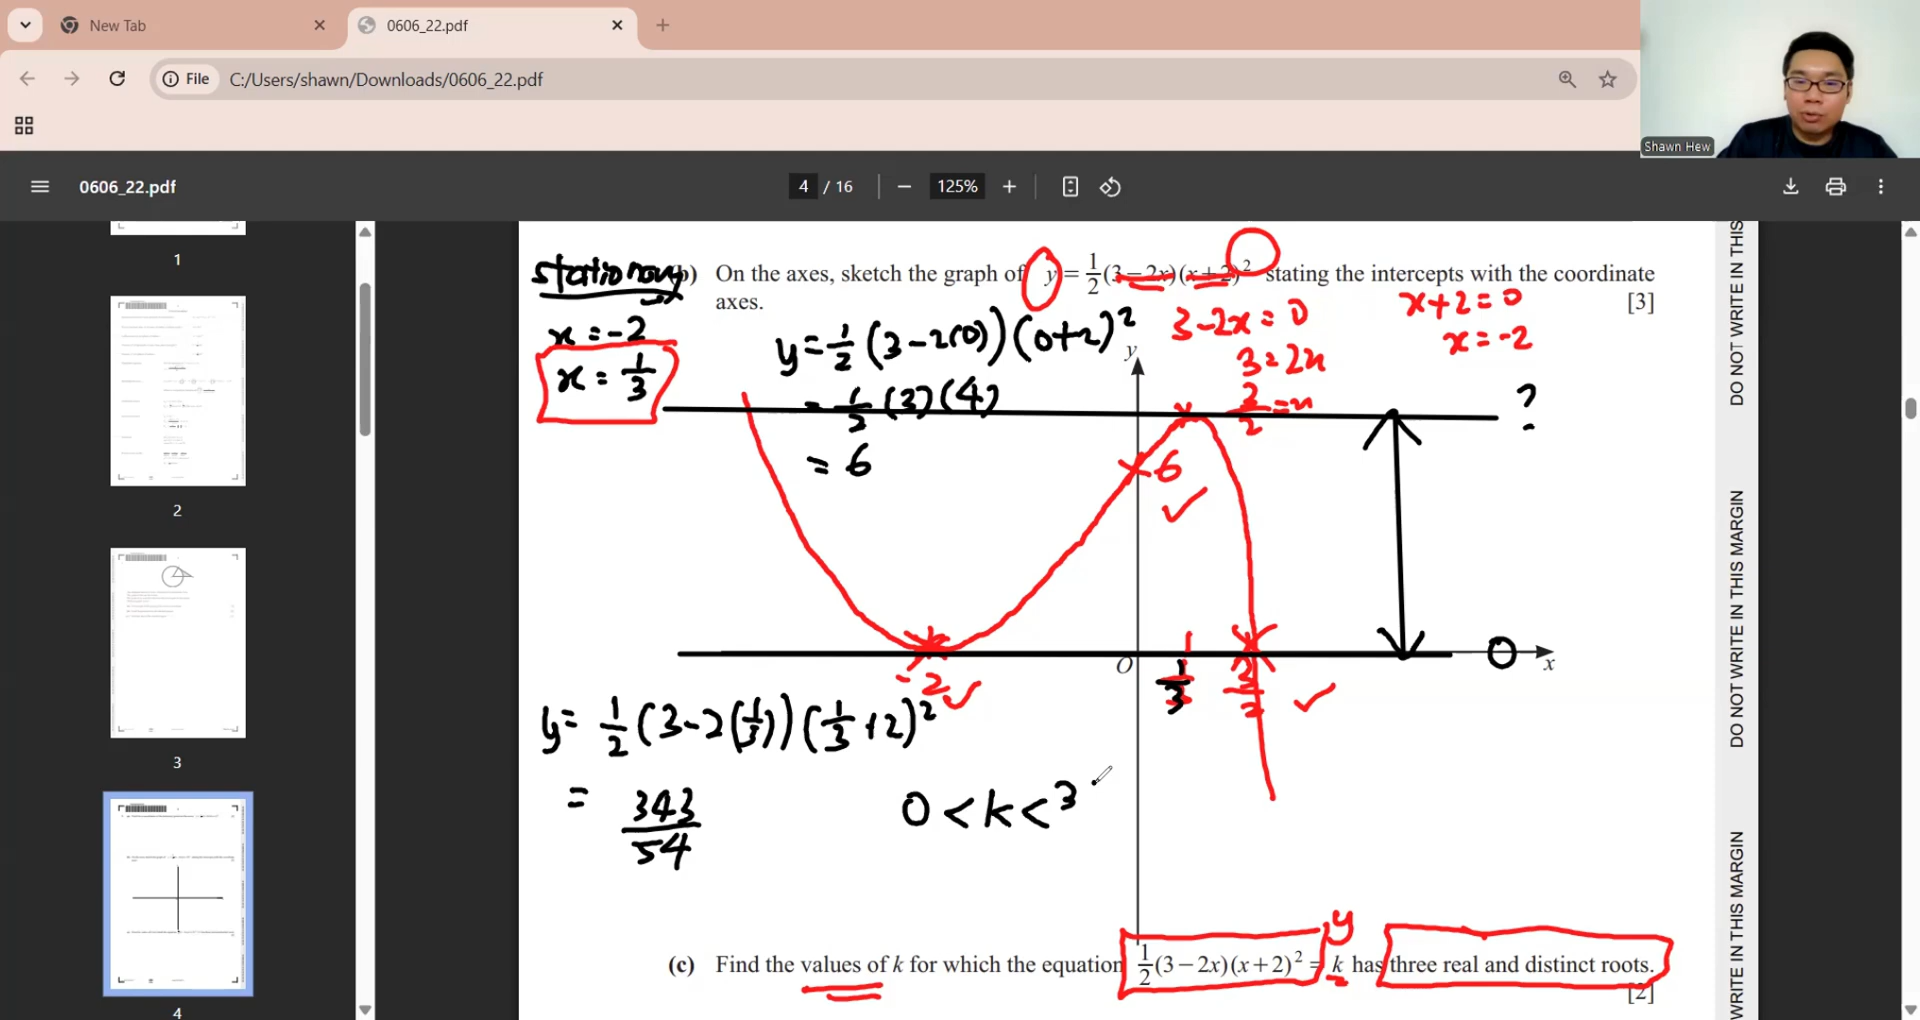 New Tab
0606_22.pdf
File
C:/Users/shawn/Downloads/0606_22.pdf
Shawn Hew
0606_22.pdf
4 / 16
125%
1
2
3
4
stationary
b) On the axes, sketch the graph of y = 1/2(3−2x)(x+2)² stating the intercepts with the coordinate
axes. [3]
x = -2
x = 1/3
y = 1/2 (3-2(0))(0+2)²
= 1/2 (3)(4)
= 6
3-2x = 0
3 = 2x
3/2 = x
x+2 = 0
x = -2
y
?
6
O
x
0
-2
1/3
3/2
y = 1/2 (3-2(1/3))(1/3+2)²
= 343/54
0 < k < 3
y
(c) Find the values of k for which the equation 1/2(3−2x)(x+2)² = k has three real and distinct roots.
[2]
DO NOT WRITE IN THIS
DO NOT WRITE IN THIS MARGIN
WRITE IN THIS MARGIN